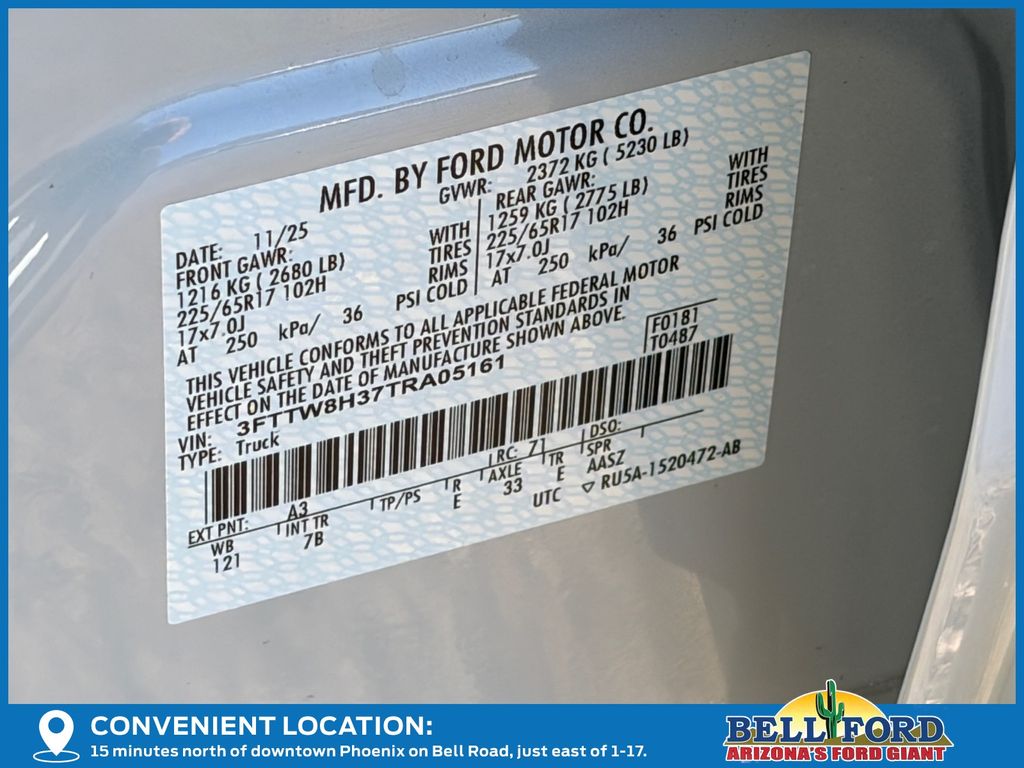 MFD. BY FORD MOTOR CO.
DATE: 11/25 GVWR: 2372 KG ( 5230 LB)
FRONT GAWR: REAR GAWR:
1216 KG ( 2680 LB) WITH 1259 KG ( 2775 LB) WITH
225/65R17 102H TIRES 225/65R17 102H TIRES
17x7.0J RIMS 17x7.0J RIMS
AT 250 kPa/ 36 PSI COLD AT 250 kPa/ 36 PSI COLD
THIS VEHICLE CONFORMS TO ALL APPLICABLE FEDERAL MOTOR
VEHICLE SAFETY AND THEFT PREVENTION STANDARDS IN
EFFECT ON THE DATE OF MANUFACTURE SHOWN ABOVE.
VIN: 3FTTW8H37TRA05161 F0181
TYPE: Truck T0487
EXT PNT: A3 RC: 7 DSO:
WB INT TR TP/PS R AXLE TR SPR
121 7B E 33 E AASZ
UTC ▽ RU5A-1520472-AB
CONVENIENT LOCATION:
15 minutes north of downtown Phoenix on Bell Road, just east of 1-17.
BELL FORD
ARIZONA'S FORD GIANT